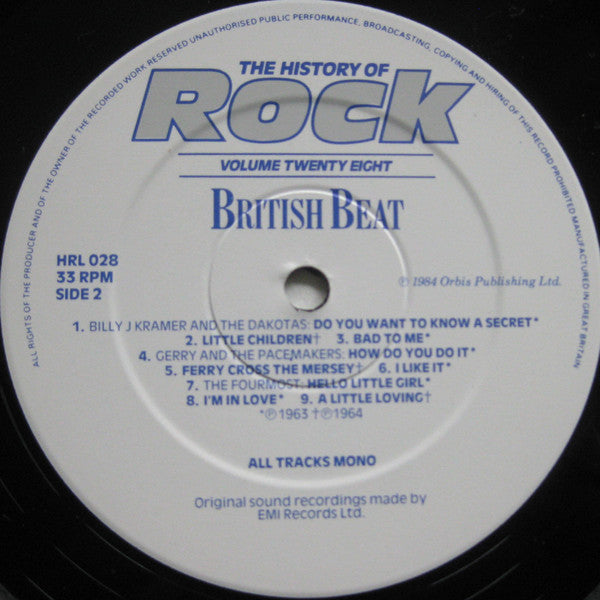 ALL RIGHTS OF THE PRODUCER AND OF THE OWNER OF THE RECORDED WORK RESERVED UNAUTHORISED PUBLIC PERFORMANCE, BROADCASTING, COPYING AND HIRING OF THIS RECORD PROHIBITED MANUFACTURED IN GREAT BRITAIN
THE HISTORY OF
ROCK
VOLUME TWENTY EIGHT
BRITISH BEAT
HRL 028
33 RPM
SIDE 2
℗ 1984 Orbis Publishing Ltd.
1. BILLY J KRAMER AND THE DAKOTAS: DO YOU WANT TO KNOW A SECRET*
2. LITTLE CHILDREN† 3. BAD TO ME*
4. GERRY AND THE PACEMAKERS: HOW DO YOU DO IT*
5. FERRY CROSS THE MERSEY† 6. I LIKE IT*
7. THE FOURMOST: HELLO LITTLE GIRL*
8. I'M IN LOVE* 9. A LITTLE LOVING†
*℗1963 †℗1964
ALL TRACKS MONO
Original sound recordings made by
EMI Records Ltd.